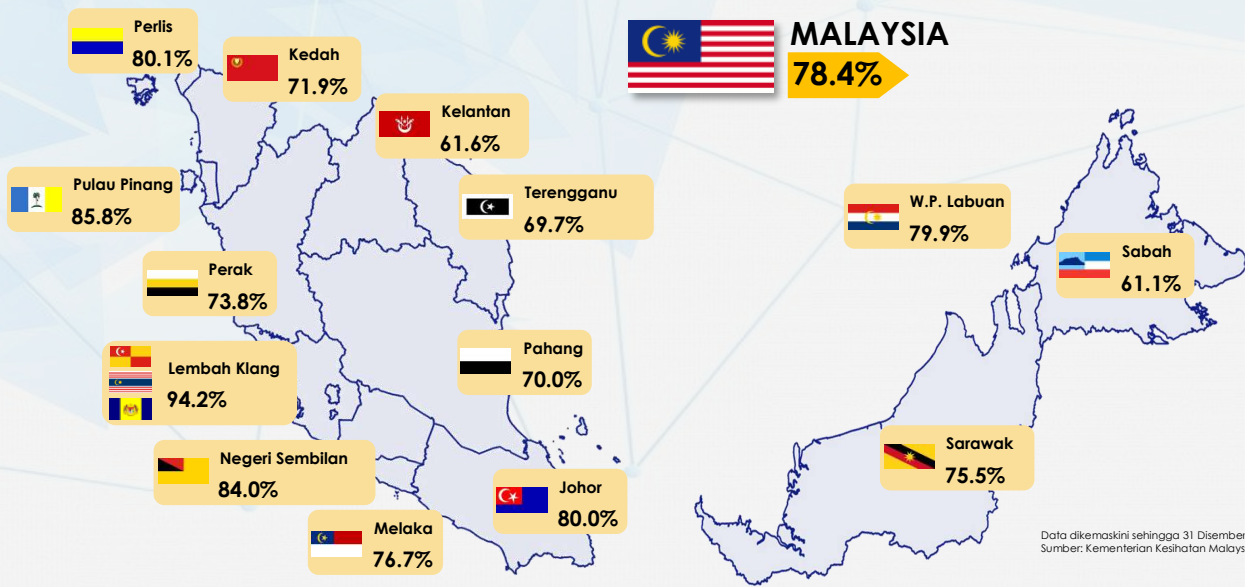 MALAYSIA
78.4%
Perlis
80.1%
Kedah
71.9%
Kelantan
61.6%
Pulau Pinang
85.8%
Terengganu
69.7%
W.P. Labuan
79.9%
Sabah
61.1%
Perak
73.8%
Pahang
70.0%
Lembah Klang
94.2%
Sarawak
75.5%
Negeri Sembilan
84.0%
Johor
80.0%
Melaka
76.7%
Data dikemaskini sehingga 31 Disember
Sumber: Kementerian Kesihatan